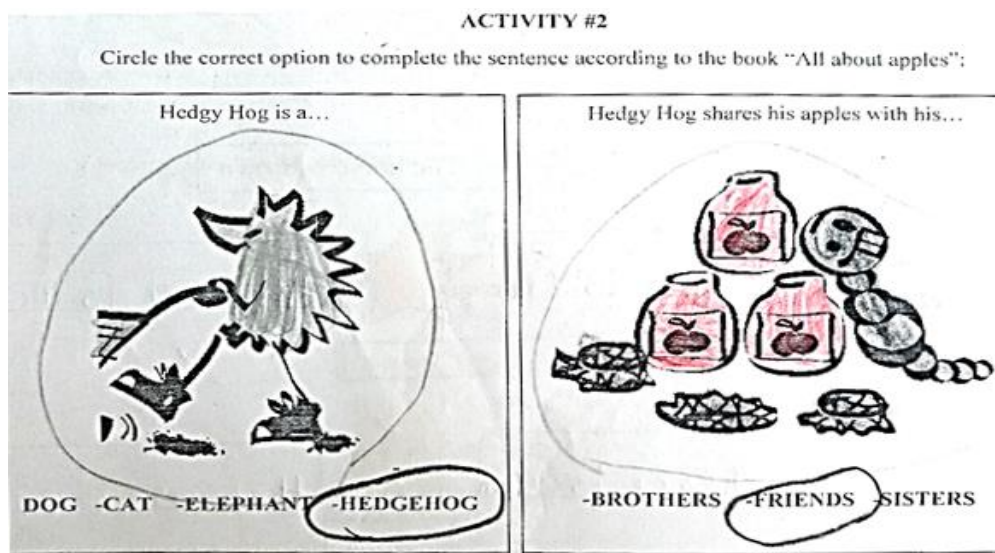 ACTIVITY #2
Circle the correct option to complete the sentence according to the book “All about apples”:
Hedgy Hog is a...
DOG -CAT -ELEPHANT -HEDGEHOG
Hedgy Hog shares his apples with his...
-BROTHERS -FRIENDS -SISTERS